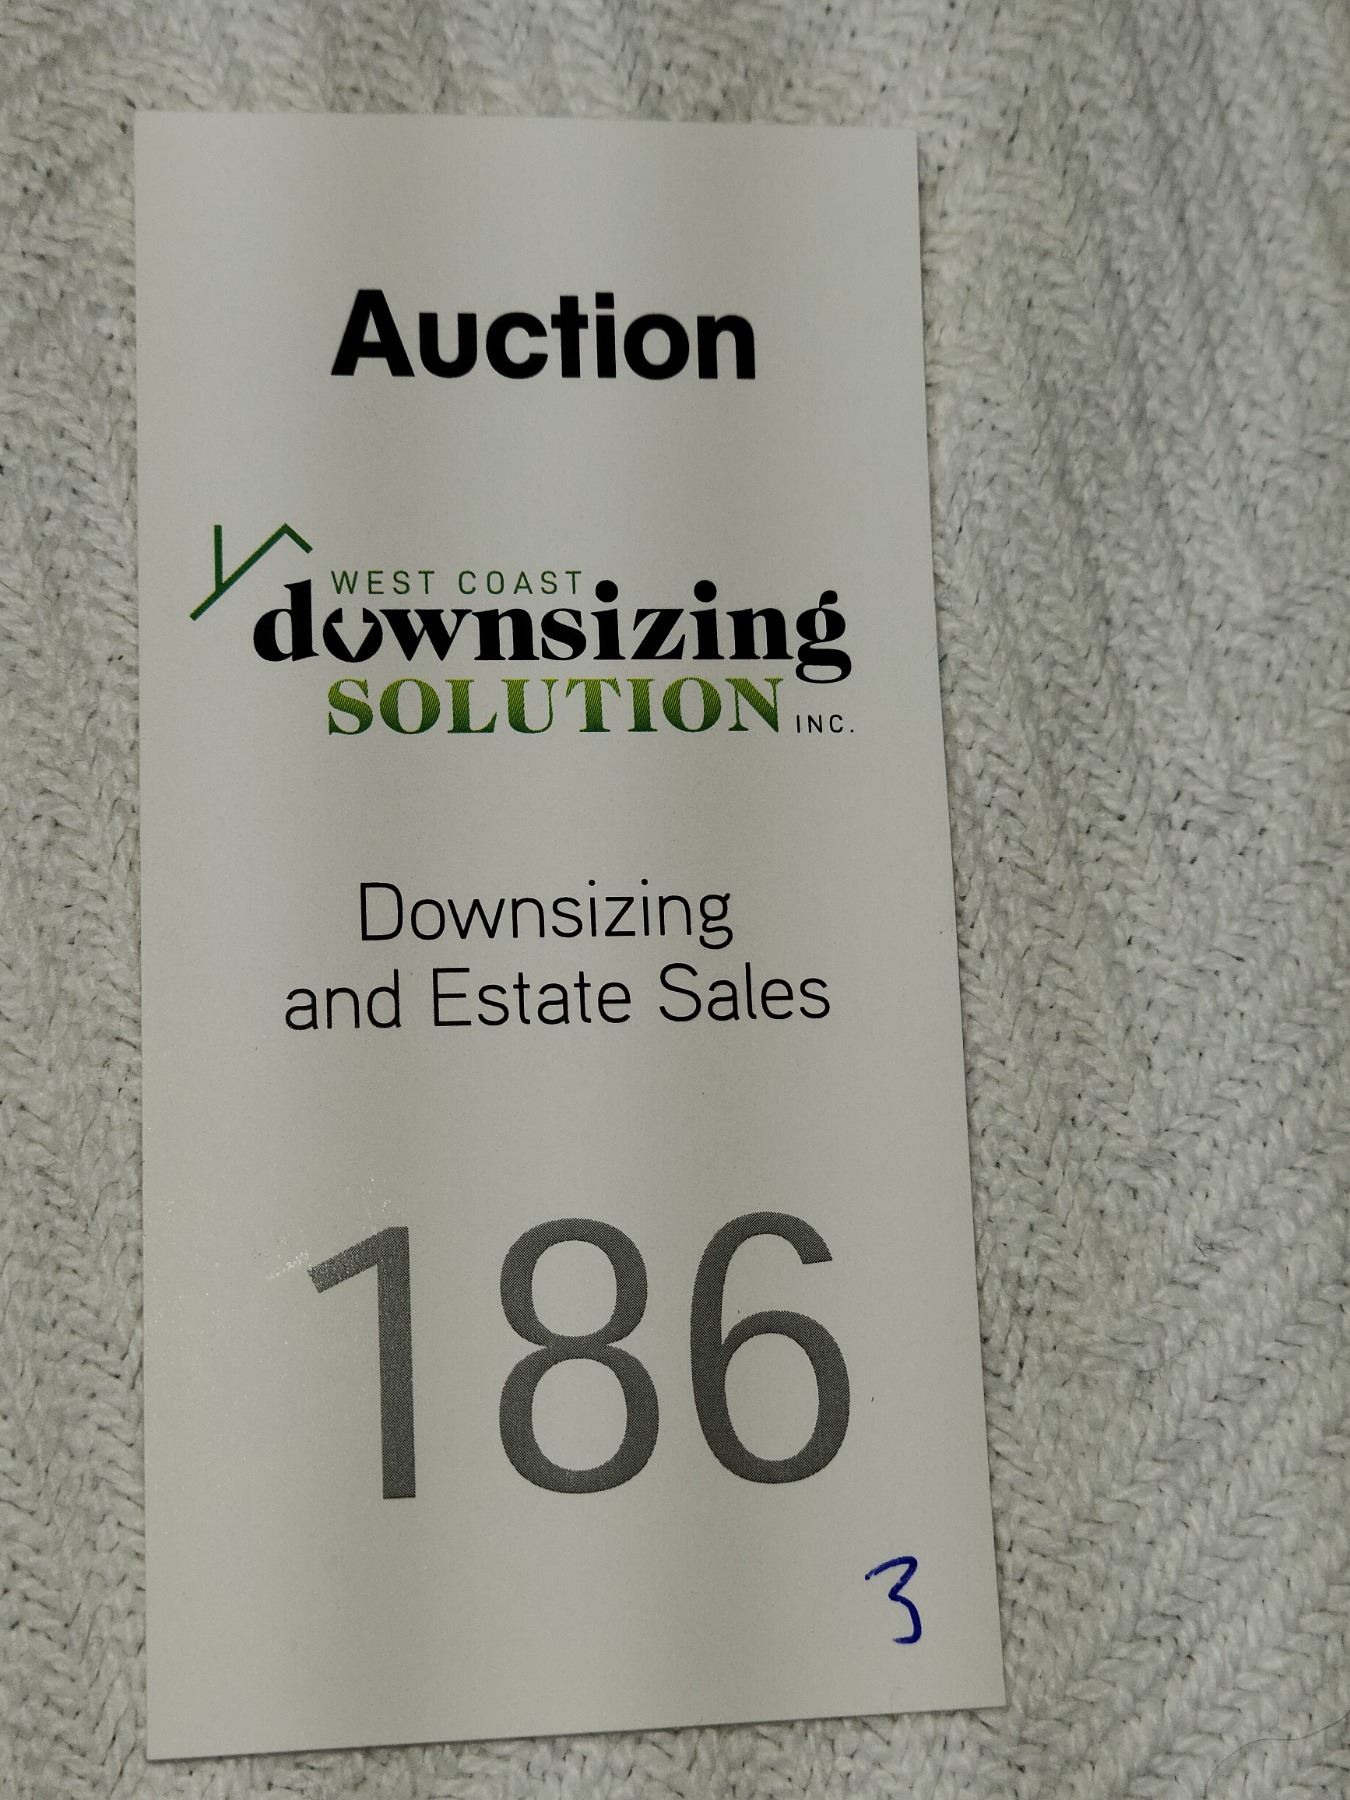 Auction
WEST COAST
downsizing
SOLUTION INC.
Downsizing
and Estate Sales
186
3